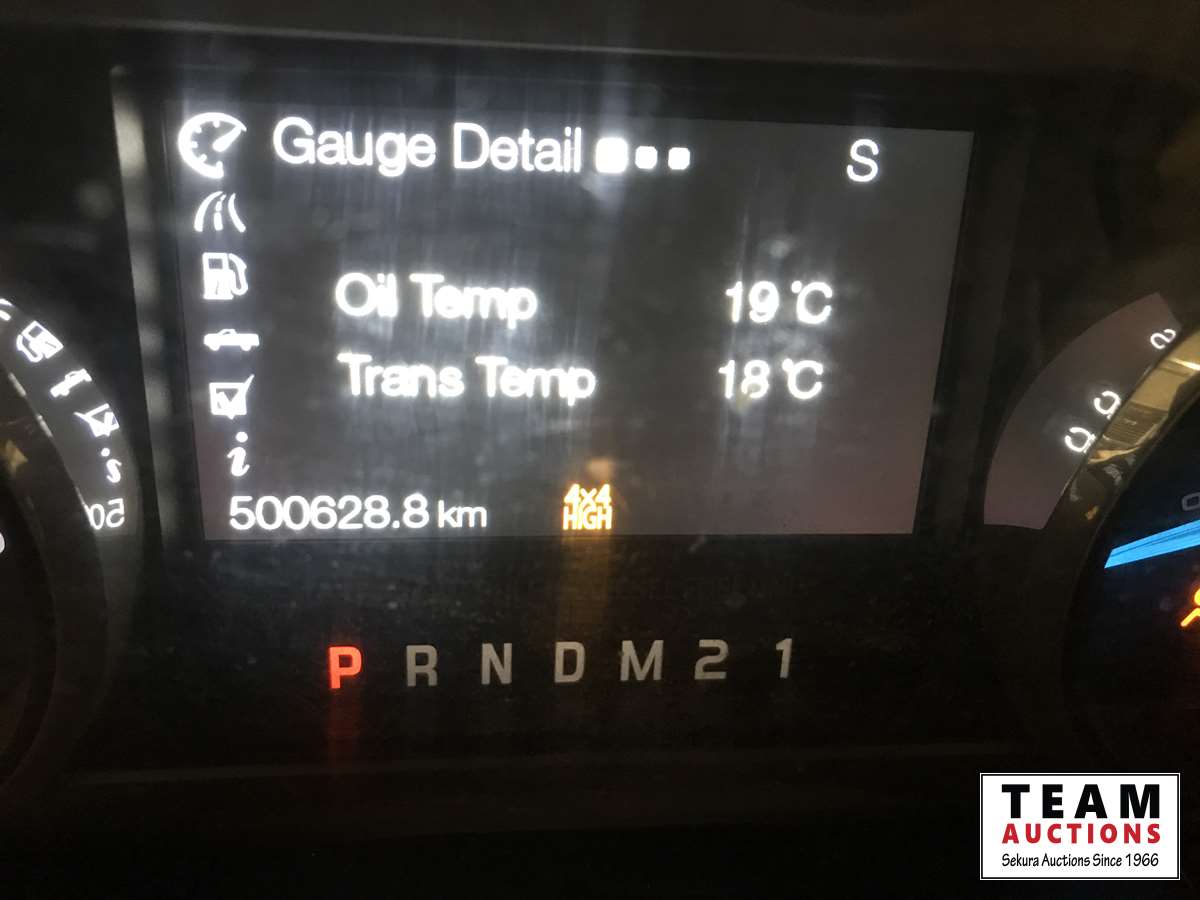 Gauge Detail
S
Oil Temp 19 °C
Trans Temp 18 °C
i
500628.8 km
4x4
HIGH
P R N D M 2 1
TEAM
AUCTIONS
Sekura Auctions Since 1966